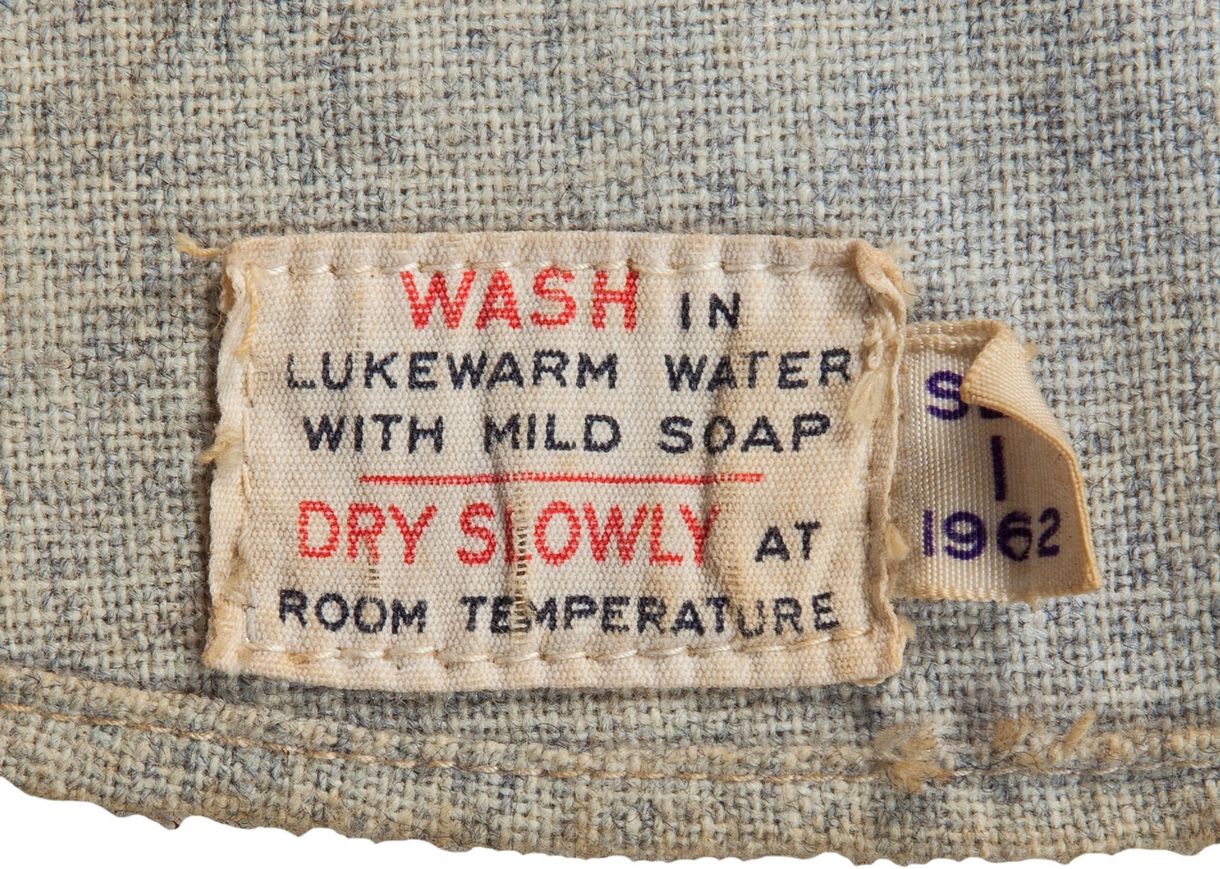 WASH IN
LUKEWARM WATER
WITH MILD SOAP
DRY SLOWLY AT
ROOM TEMPERATURE
1
1962